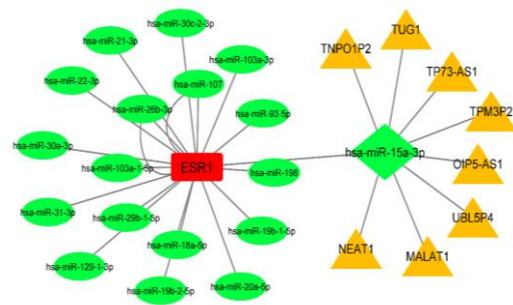 hsa-miR-30c-2-3p
hsa-miR-21-3p
hsa-miR-103a-3p
hsa-miR-22-3p
hsa-miR-107
hsa-miR-26b-3p
hsa-miR-93-5p
hsa-miR-30a-3p
hsa-miR-103a-1-5p
ESR1
hsa-miR-198
hsa-miR-31-3p
hsa-miR-29b-1-5p
hsa-miR-19b-1-5p
hsa-miR-18a-5p
hsa-miR-129-1-3p
hsa-miR-19b-2-5p
hsa-miR-20a-5p
TUG1
TNPO1P2
TP73-AS1
TPM3P2
hsa-miR-15a-3p
OIP5-AS1
UBL5P4
NEAT1
MALAT1